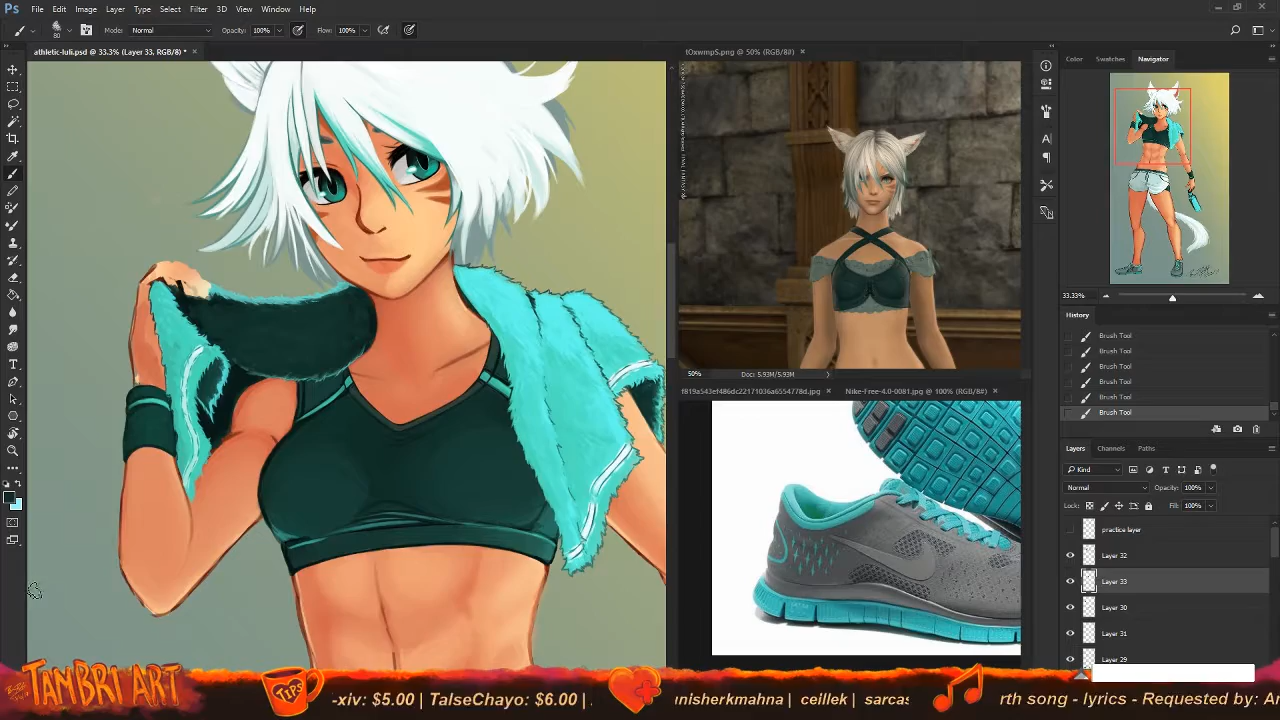 Ps File Edit Image Layer Type Select Filter 3D View Window Help
80 Mode: Normal Opacity: 100% Flow: 100%
athletic-luli.psd @ 33.3% (Layer 33, RGB/8) * ×
tOxwmpS.png @ 50% (RGB/8#) ×
Color Swatches Navigator
33.33%
History
Brush Tool
Brush Tool
Brush Tool
Brush Tool
Brush Tool
Brush Tool
50% Doc: 5.93M/5.93M
f819a543ef486dc22171036a6554778d.jpg × Nike-Free-4.0-0081.jpg @ 100% (RGB/8#) ×
Layers Channels Paths
Kind
Normal Opacity: 100%
Lock: Fill: 100%
practice layer
Layer 32
Layer 33
Layer 30
Layer 31
Layer 29
TAMBRI ART
TIPS
-xiv: $5.00 | TalseChayo: $6.00 |
unisherkmahna | ceillek | sarcas
rth song - lyrics - Requested by: A